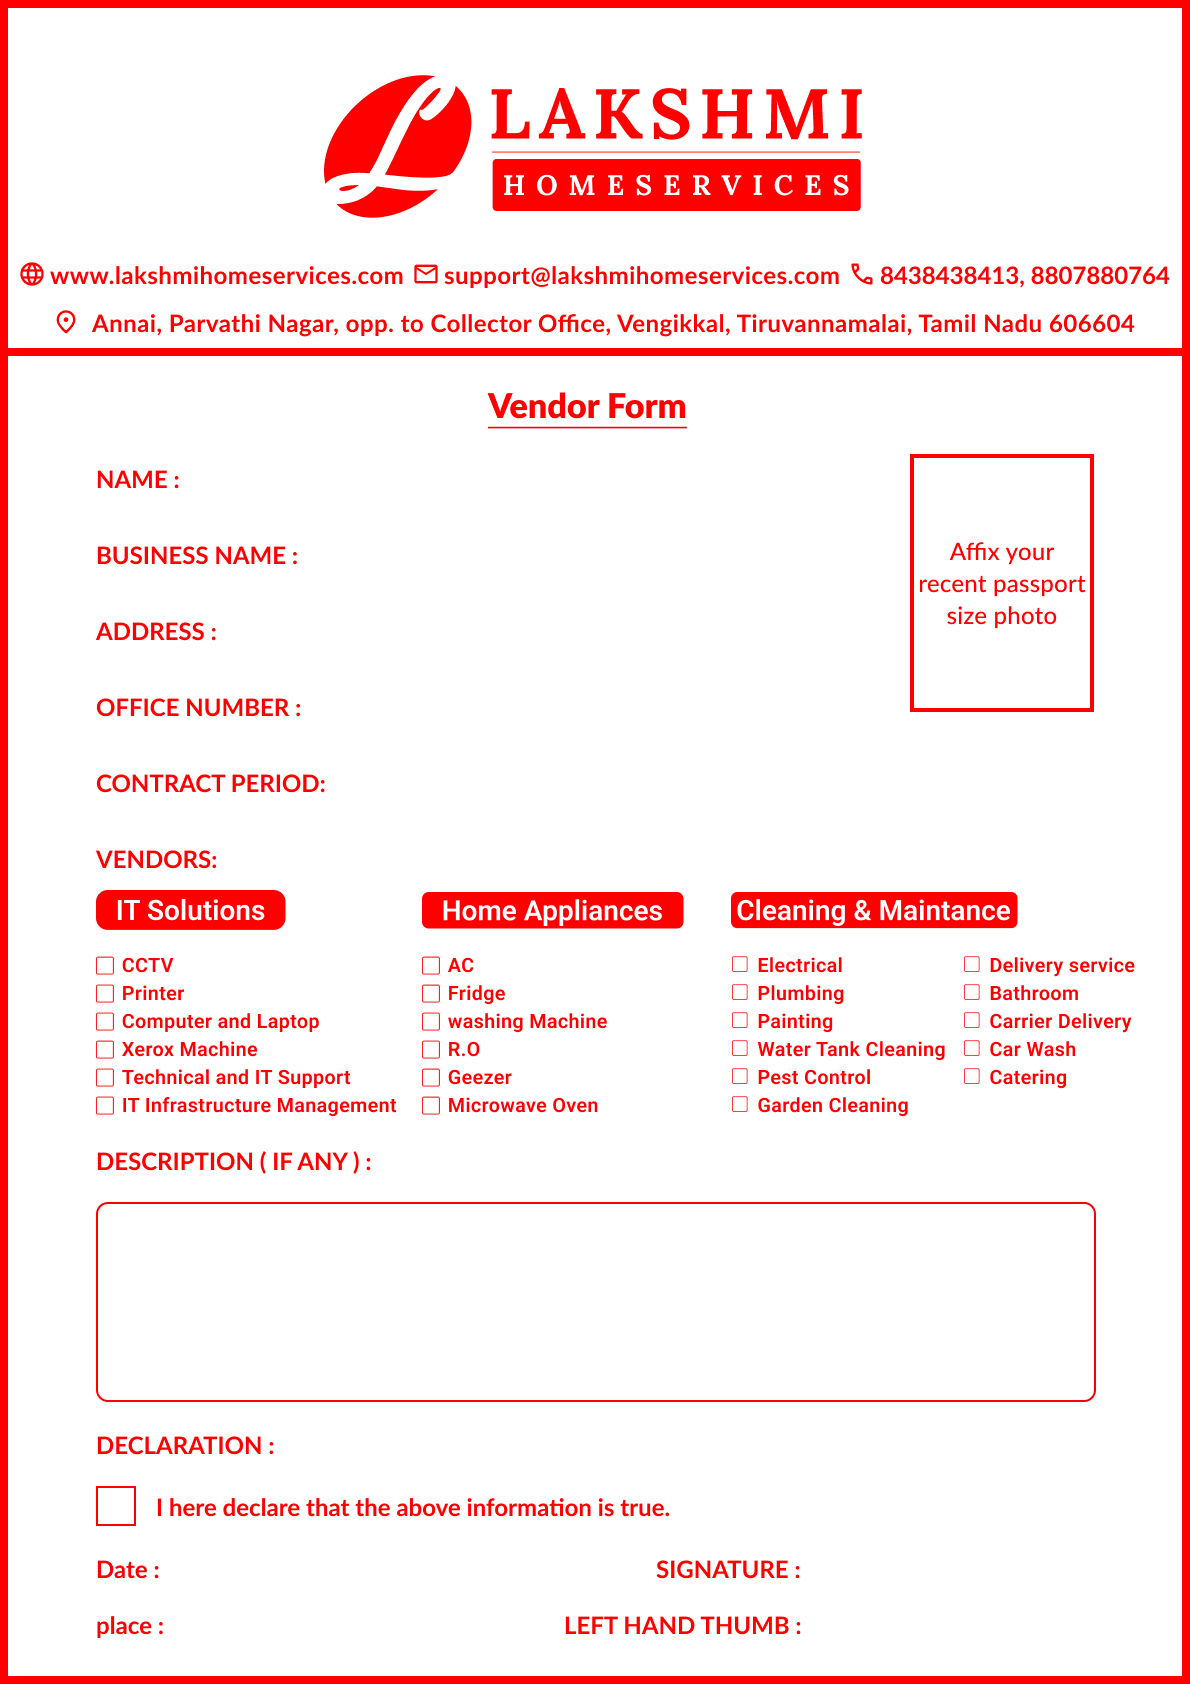 LAKSHMI
HOMESERVICES
www.lakshmihomeservices.com support@lakshmihomeservices.com 8438438413, 8807880764
Annai, Parvathi Nagar, opp. to Collector Office, Vengikkal, Tiruvannamalai, Tamil Nadu 606604
Vendor Form
NAME :
BUSINESS NAME :
ADDRESS :
OFFICE NUMBER :
Affix your
recent passport
size photo
CONTRACT PERIOD:
VENDORS:
IT Solutions
CCTV
Printer
Computer and Laptop
Xerox Machine
Technical and IT Support
IT Infrastructure Management
Home Appliances
AC
Fridge
washing Machine
R.O
Geezer
Microwave Oven
Cleaning & Maintance
Electrical
Plumbing
Painting
Water Tank Cleaning
Pest Control
Garden Cleaning
Delivery service
Bathroom
Carrier Delivery
Car Wash
Catering
DESCRIPTION ( IF ANY ) :
DECLARATION :
I here declare that the above information is true.
Date :
SIGNATURE :
place :
LEFT HAND THUMB :